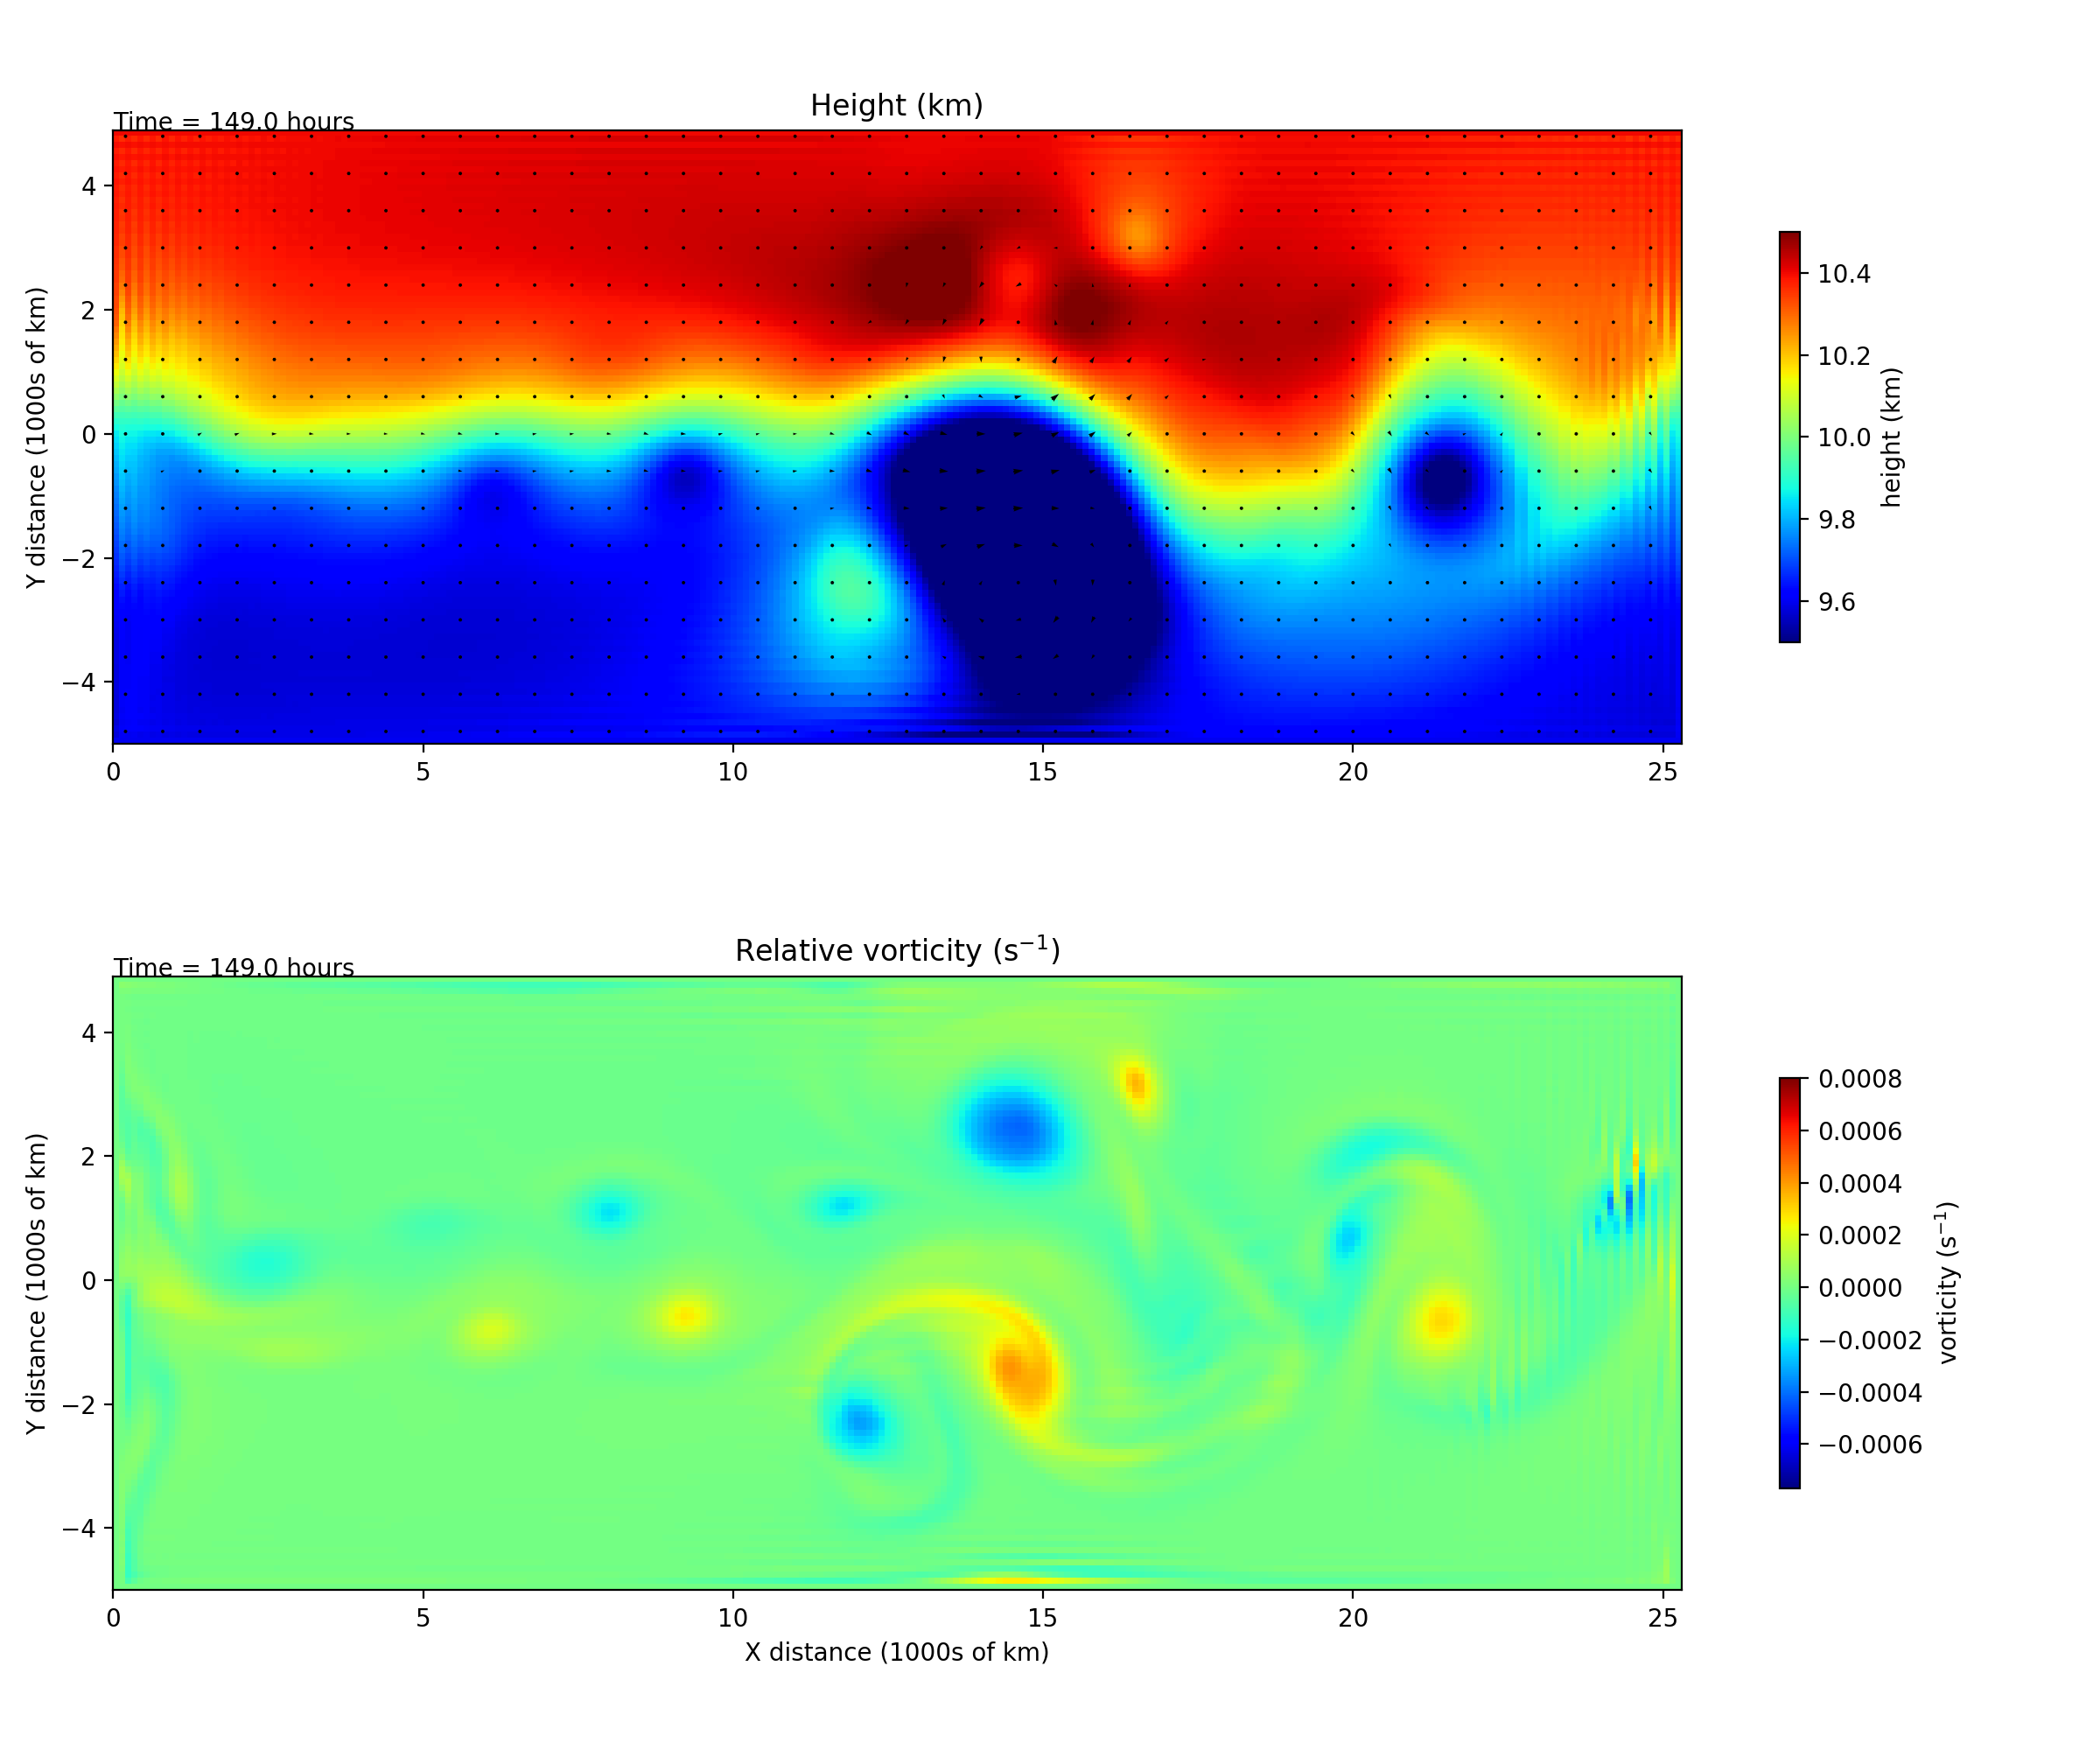 Height (km)
Time = 149.0 hours
4
2
0
−2
−4
Y distance (1000s of km)
0 5 10 15 20 25
10.4
10.2
10.0
9.8
9.6
height (km)
Relative vorticity (s⁻¹)
Time = 149.0 hours
4
2
0
−2
−4
Y distance (1000s of km)
0 5 10 15 20 25
X distance (1000s of km)
0.0008
0.0006
0.0004
0.0002
0.0000
−0.0002
−0.0004
−0.0006
vorticity (s⁻¹)